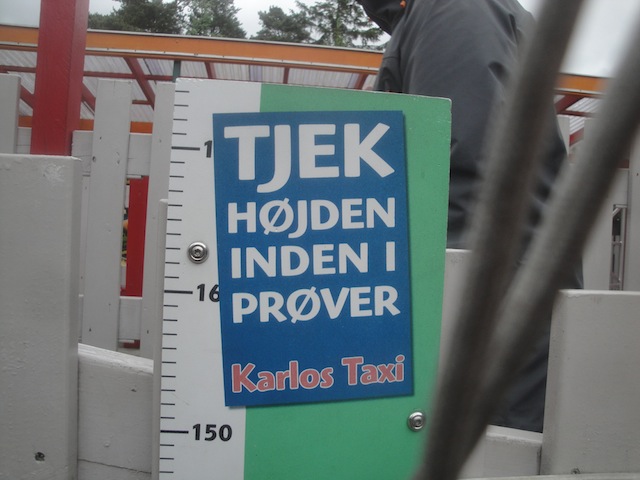 TJEK
HØJDEN
INDEN I
PRØVER
Karlos Taxi
150